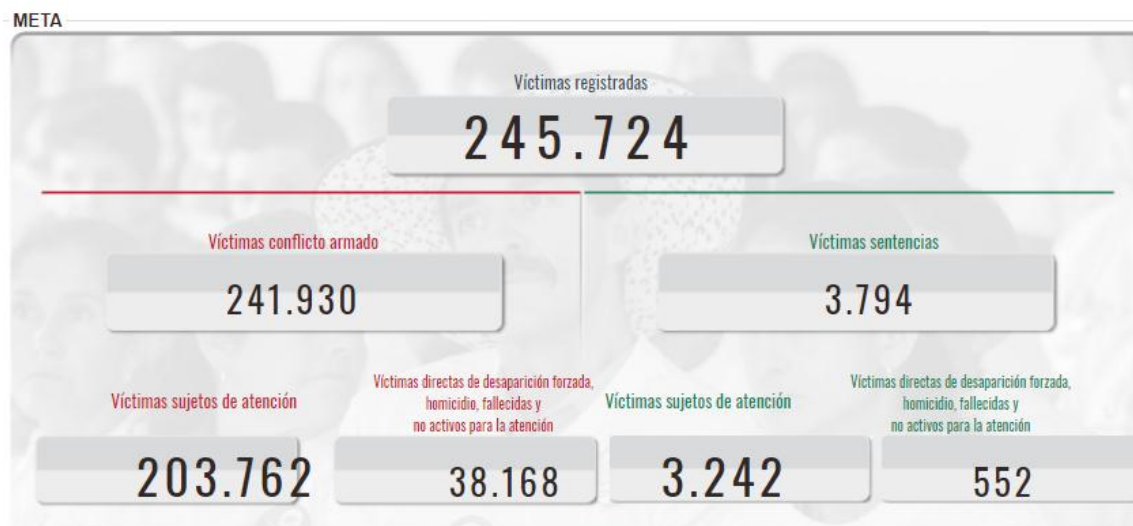 META
Víctimas registradas
245.724
Víctimas conflicto armado
241.930
Víctimas sentencias
3.794
Víctimas sujetos de atención
203.762
Víctimas directas de desaparición forzada,
homicidio, fallecidas y
no activos para la atención
38.168
Víctimas sujetos de atención
3.242
Víctimas directas de desaparición forzada,
homicidio, fallecidas y
no activos para la atención
552